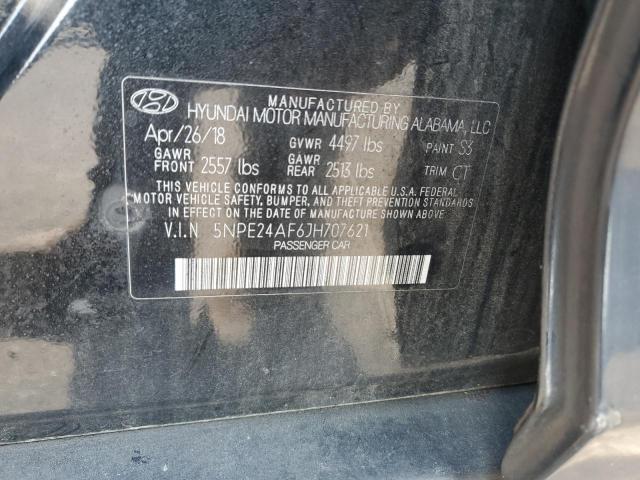 MANUFACTURED BY
HYUNDAI MOTOR MANUFACTURING ALABAMA, LLC
Apr/26/18 GVWR 4497 lbs PAINT S3
GAWR FRONT 2557 lbs GAWR REAR 2513 lbs TRIM CT
THIS VEHICLE CONFORMS TO ALL APPLICABLE U.S.A. FEDERAL
MOTOR VEHICLE SAFETY, BUMPER, AND THEFT PREVENTION STANDARDS
IN EFFECT ON THE DATE OF MANUFACTURE SHOWN ABOVE.
V.I.N 5NPE24AF6JH707621
PASSENGER CAR